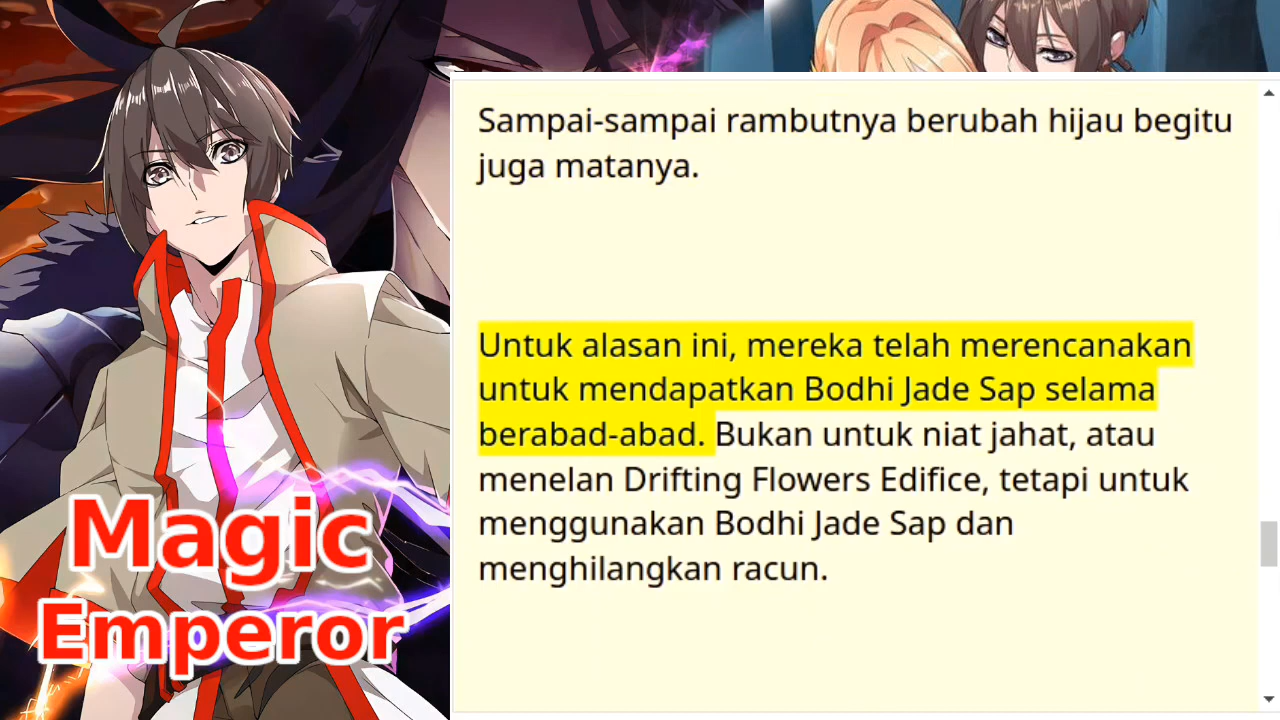 Sampai-sampai rambutnya berubah hijau begitu
juga matanya.
Untuk alasan ini, mereka telah merencanakan
untuk mendapatkan Bodhi Jade Sap selama
berabad-abad. Bukan untuk niat jahat, atau
menelan Drifting Flowers Edifice, tetapi untuk
menggunakan Bodhi Jade Sap dan
menghilangkan racun.
Magic
Emperor